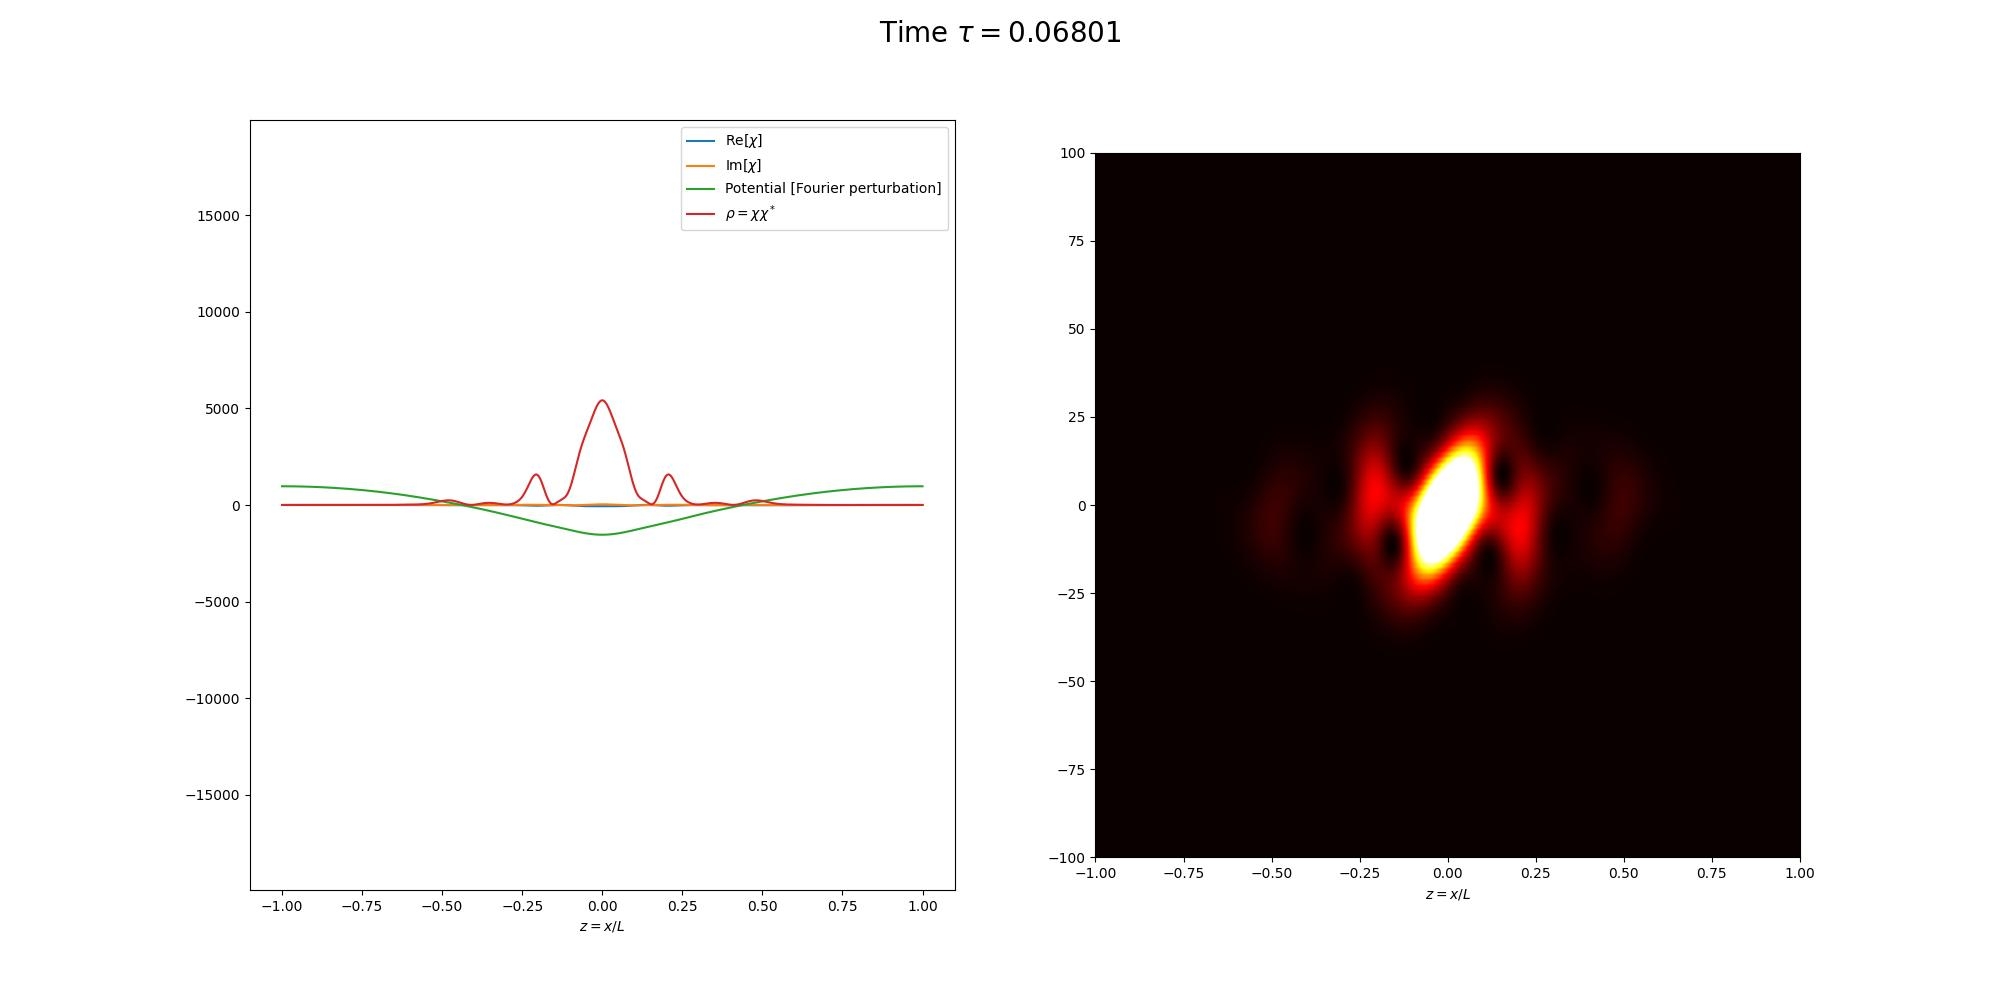 Time τ = 0.06801
Re[χ]
Im[χ]
Potential [Fourier perturbation]
ρ = χχ*
15000
10000
5000
0
−5000
−10000
−15000
−1.00 −0.75 −0.50 −0.25 0.00 0.25 0.50 0.75 1.00
z = x/L
100
75
50
25
0
−25
−50
−75
−100
−1.00 −0.75 −0.50 −0.25 0.00 0.25 0.50 0.75 1.00
z = x/L